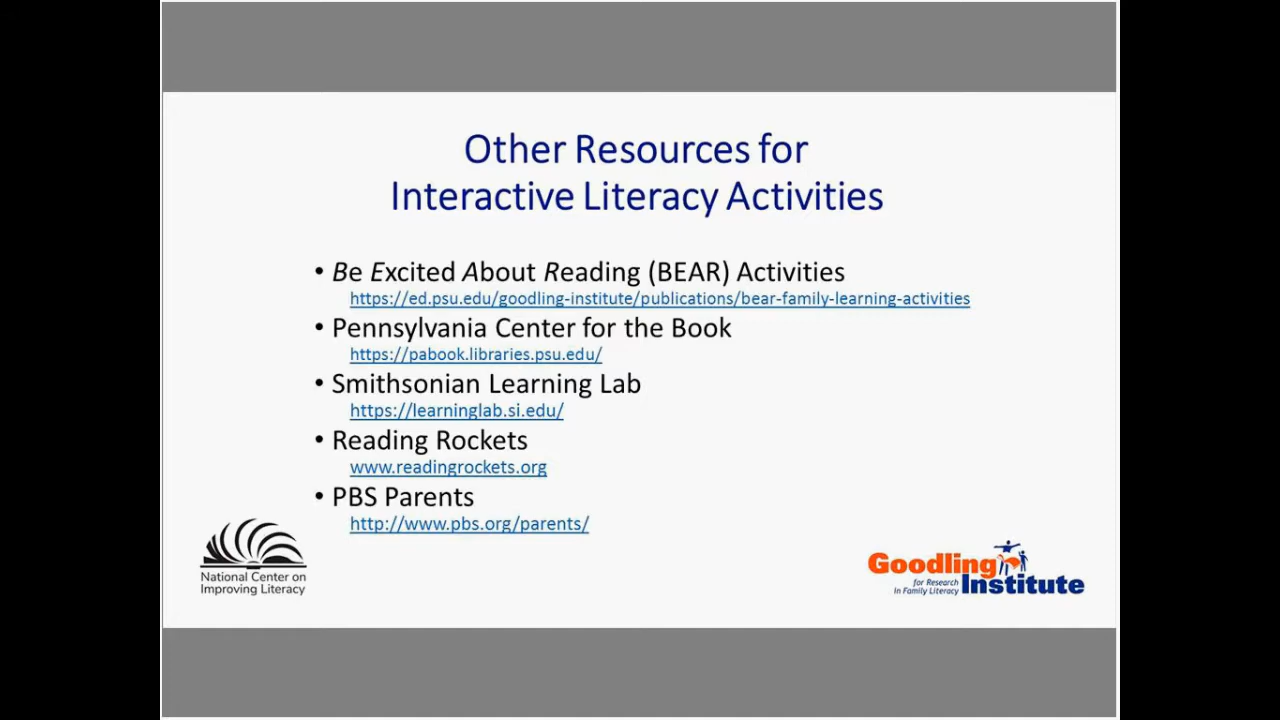 Other Resources for
Interactive Literacy Activities
• Be Excited About Reading (BEAR) Activities
https://ed.psu.edu/goodling-institute/publications/bear-family-learning-activities
• Pennsylvania Center for the Book
https://pabook.libraries.psu.edu/
• Smithsonian Learning Lab
https://learninglab.si.edu/
• Reading Rockets
www.readingrockets.org
• PBS Parents
http://www.pbs.org/parents/
National Center on
Improving Literacy
Goodling
for Research
in Family Literacy
Institute